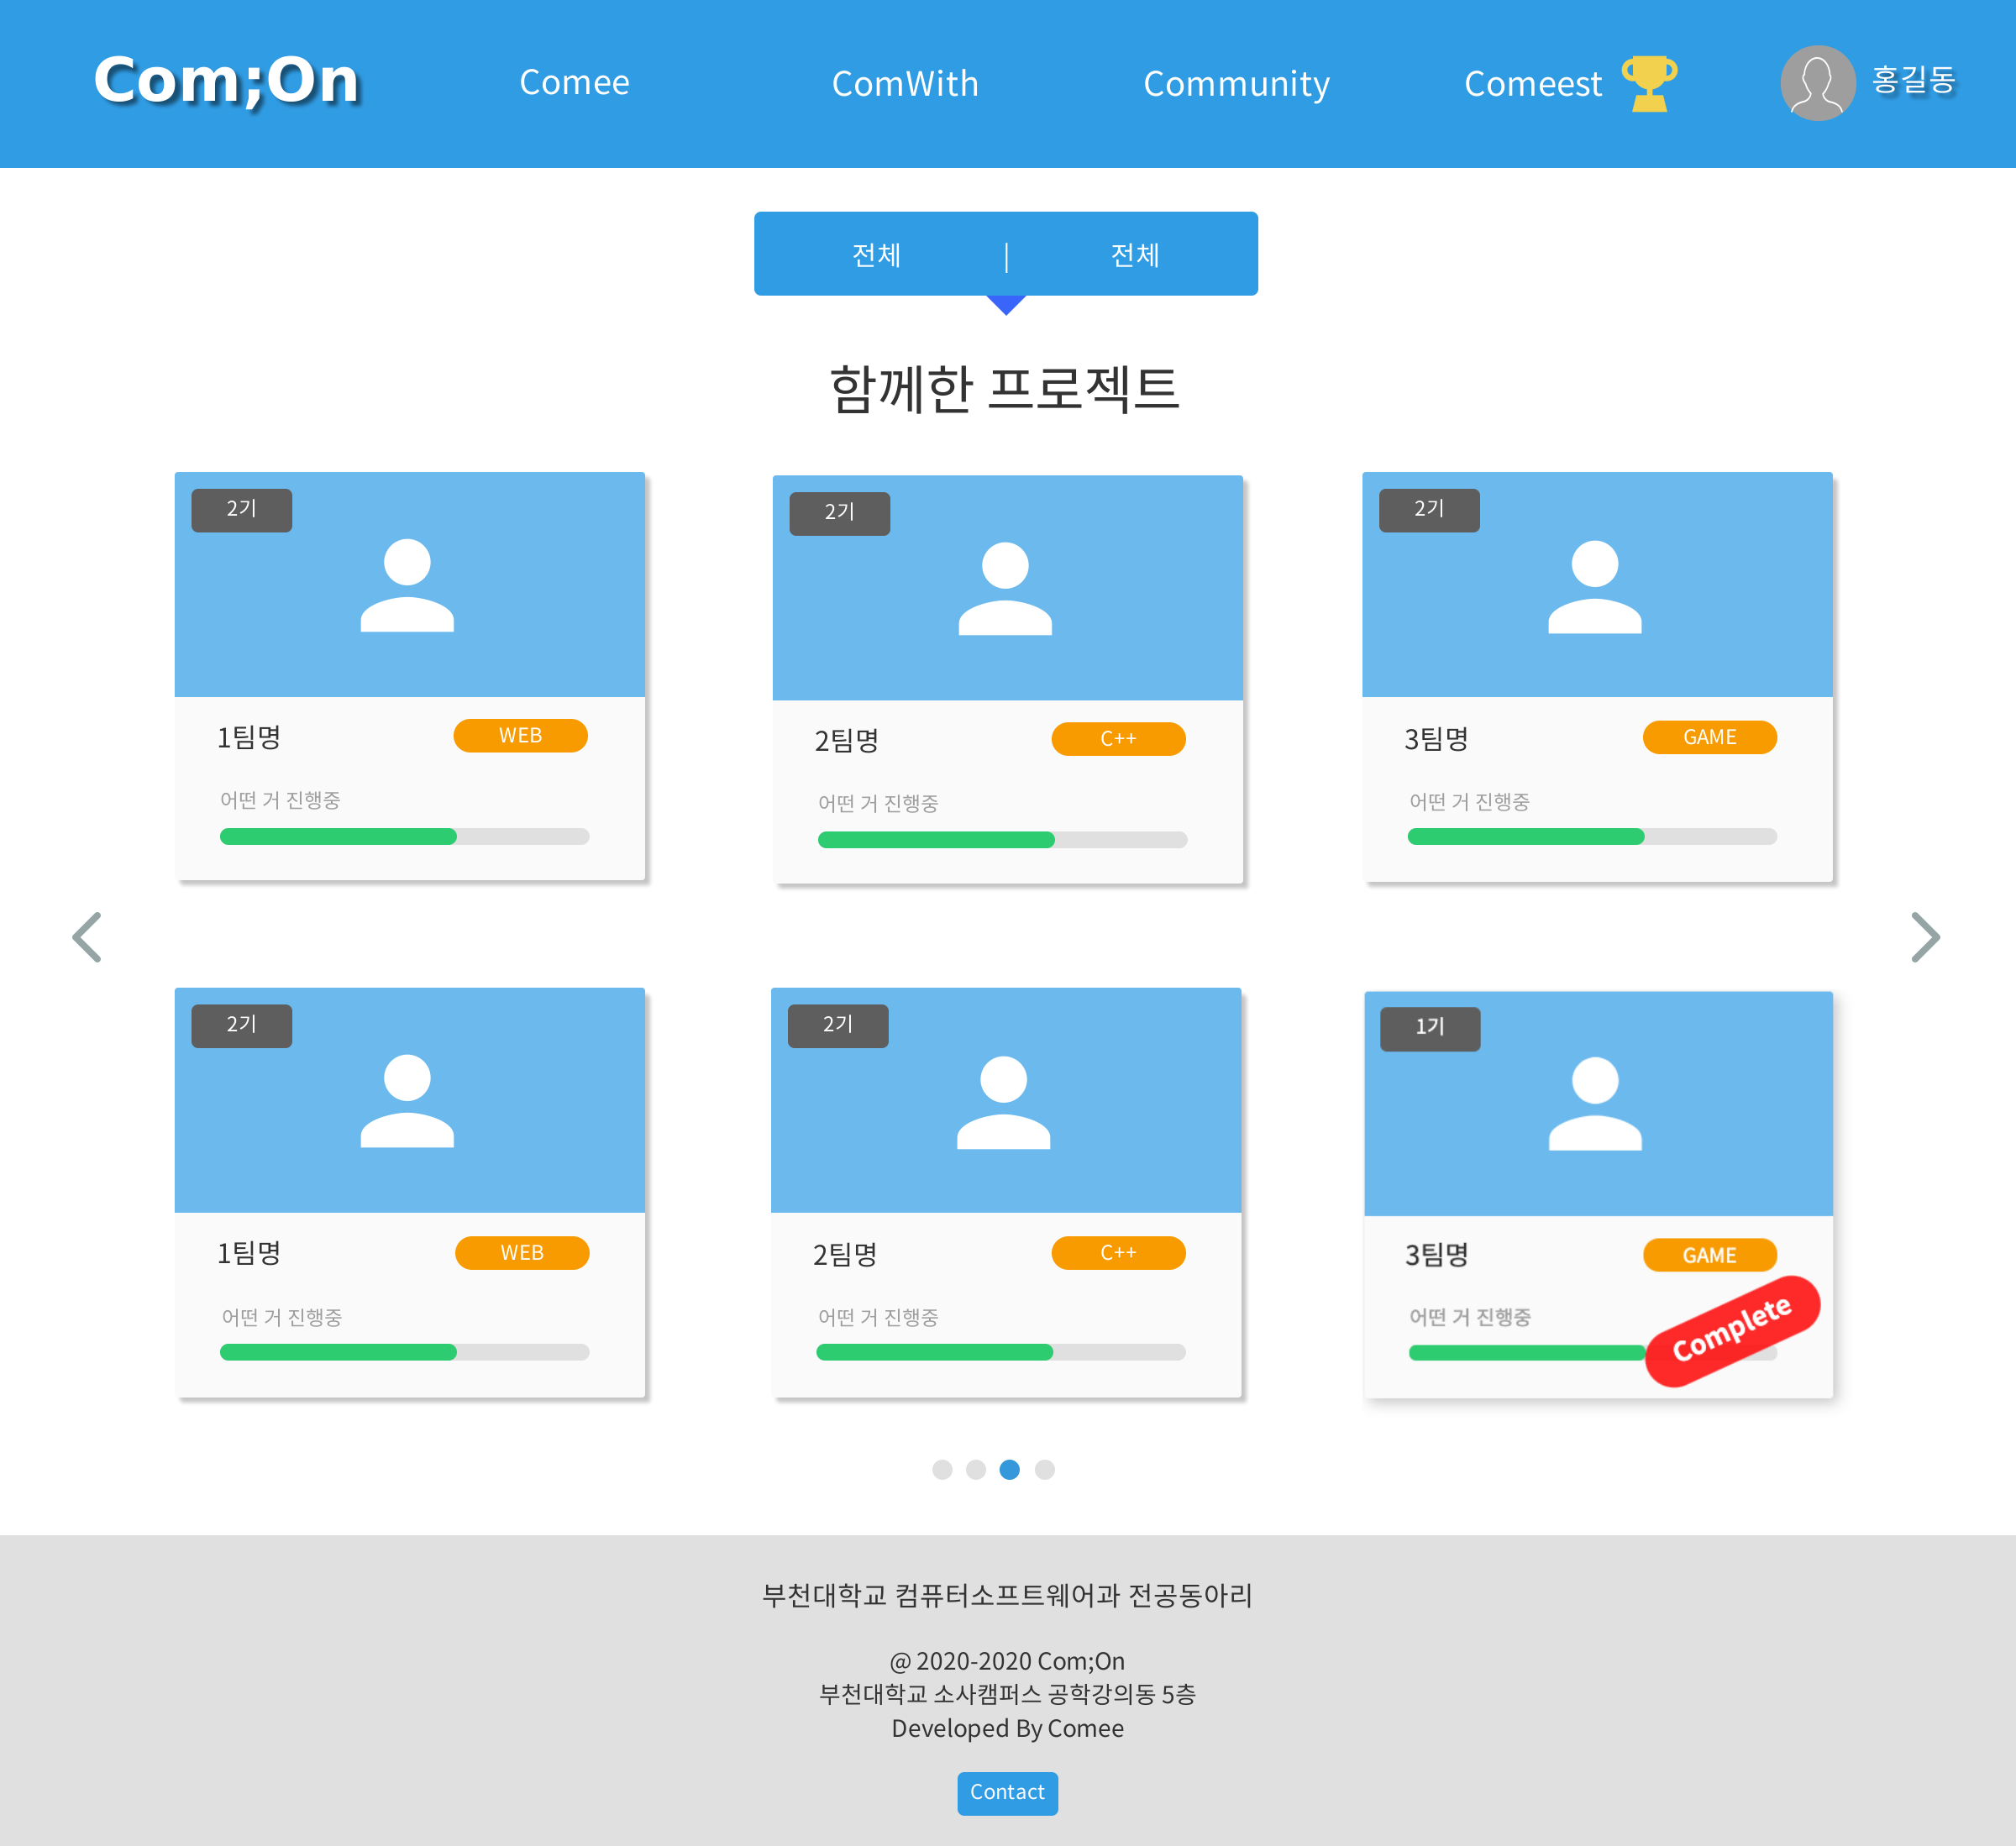 Com;On
Comee
ComWith
Community
Comeest
홍길동
전체 | 전체
함께한 프로젝트
2기
1팀명
WEB
어떤 거 진행중
2기
2팀명
C++
어떤 거 진행중
2기
3팀명
GAME
어떤 거 진행중
2기
1팀명
WEB
어떤 거 진행중
2기
2팀명
C++
어떤 거 진행중
1기
3팀명
GAME
어떤 거 진행중
Complete
부천대학교 컴퓨터소프트웨어과 전공동아리
@ 2020-2020 Com;On
부천대학교 소사캠퍼스 공학강의동 5층
Developed By Comee
Contact